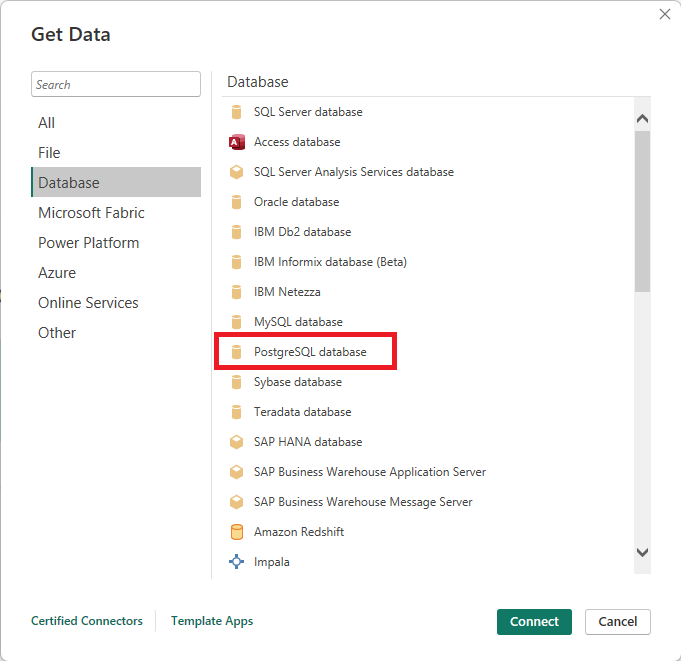 Get Data
Search
All
File
Database
Microsoft Fabric
Power Platform
Azure
Online Services
Other
Database
SQL Server database
A
Access database
SQL Server Analysis Services database
Oracle database
IBM Db2 database
IBM Informix database (Beta)
IBM Netezza
MySQL database
PostgreSQL database
Sybase database
Teradata database
SAP HANA database
SAP Business Warehouse Application Server
SAP Business Warehouse Message Server
Amazon Redshift
Impala
Certified Connectors
Template Apps
Connect
Cancel